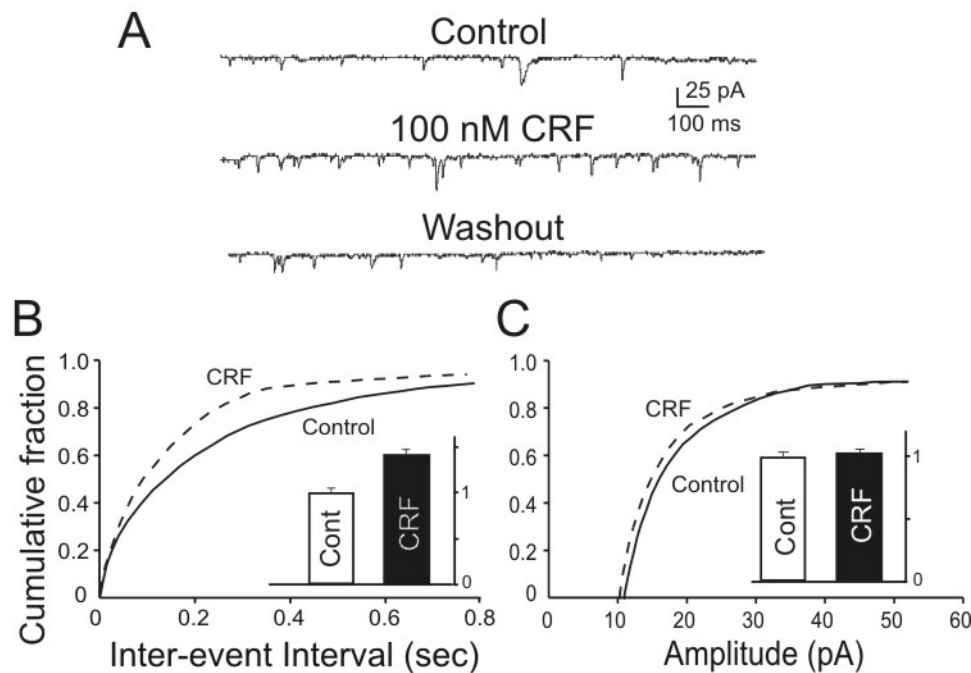 A
Control
25 pA
100 ms
100 nM CRF
Washout
B
C
Cumulative fraction
1.0
0.8
0.6
0.4
0.2
0
CRF
Control
Cont
CRF
1
0
0
0.2
0.4
0.6
0.8
Inter-event Interval (sec)
1.0
0.8
0.6
0.4
0.2
0
CRF
Control
Cont
CRF
1
0
0
10
20
30
40
50
60
Amplitude (pA)